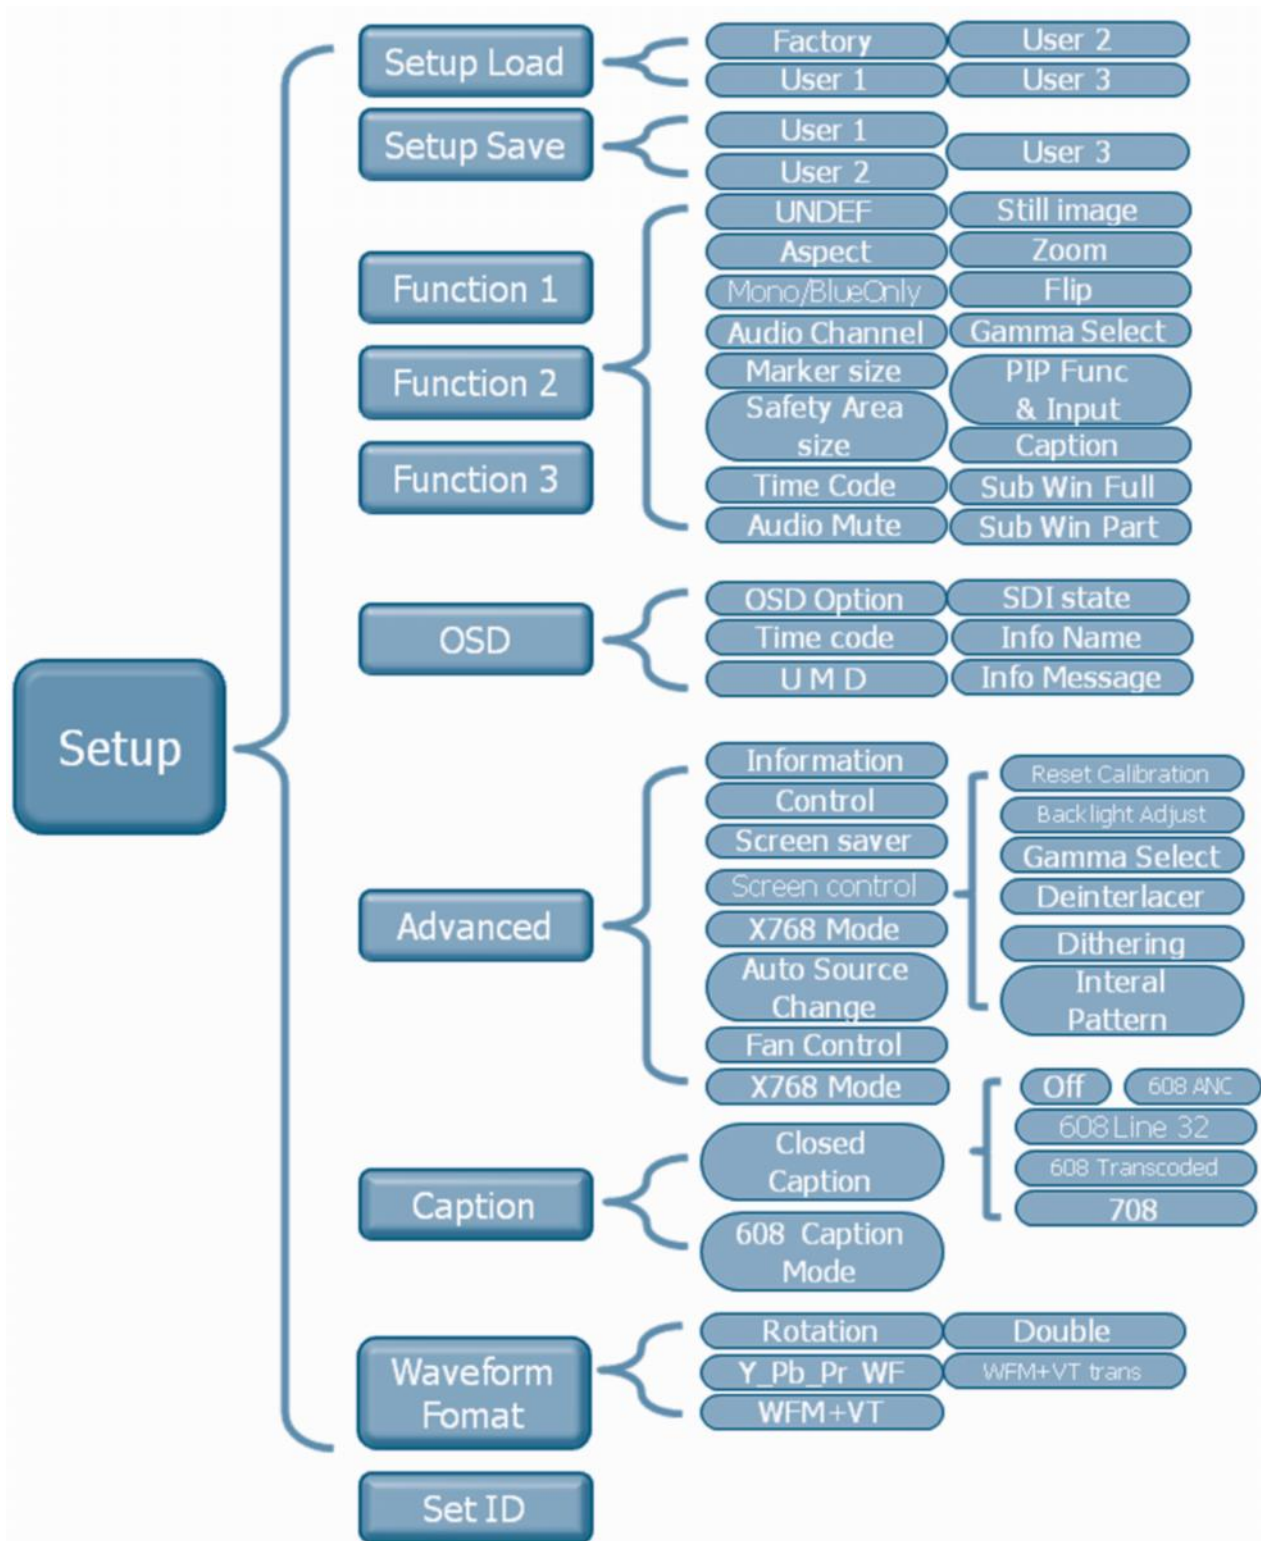 Setup
Setup Load
Factory
User 2
User 1
User 3
Setup Save
User 1
User 2
User 3
Function 1
Function 2
Function 3
UNDEF
Still image
Aspect
Zoom
Mono/BlueOnly
Flip
Audio Channel
Gamma Select
Marker size
PIP Func
& Input
Safety Area
size
Caption
Time Code
Sub Win Full
Audio Mute
Sub Win Part
OSD
OSD Option
SDI state
Time code
Info Name
U M D
Info Message
Advanced
Information
Control
Screen saver
Screen control
X768 Mode
Auto Source
Change
Fan Control
X768 Mode
Reset Calibration
Backlight Adjust
Gamma Select
Deinterlacer
Dithering
Interal
Pattern
Caption
Closed
Caption
608 Caption
Mode
Off
608 ANC
608 Line 32
608 Transcoded
708
Waveform
Fomat
Rotation
Double
Y_Pb_Pr WF
WFM+VT trans
WFM+VT
Set ID